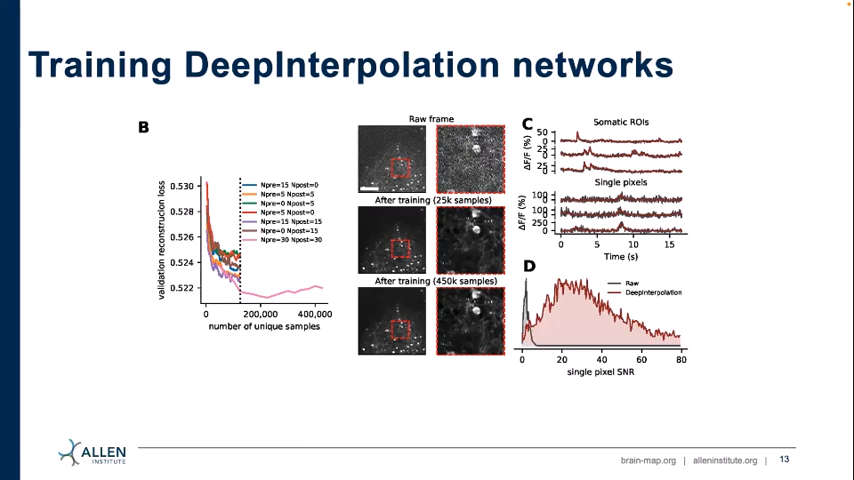 Training DeepInterpolation networks
B
validation reconstrucion loss
0.530
0.528
0.526
0.524
0.522
0
200,000
400,000
number of unique samples
Npre=15 Npost=0
Npre=5 Npost=5
Npre=0 Npost=5
Npre=5 Npost=0
Npre=15 Npost=15
Npre=0 Npost=15
Npre=30 Npost=30
Raw frame
After training (25k samples)
After training (450k samples)
C
Somatic ROIs
ΔF/F (%)
50
0
25
0
25
0
Single pixels
ΔF/F (%)
100
0
100
0
250
0
0
5
10
15
Time (s)
D
Raw
DeepInterpolation
0
20
40
60
80
single pixel SNR
ALLEN
INSTITUTE
brain-map.org | alleninstitute.org | 13